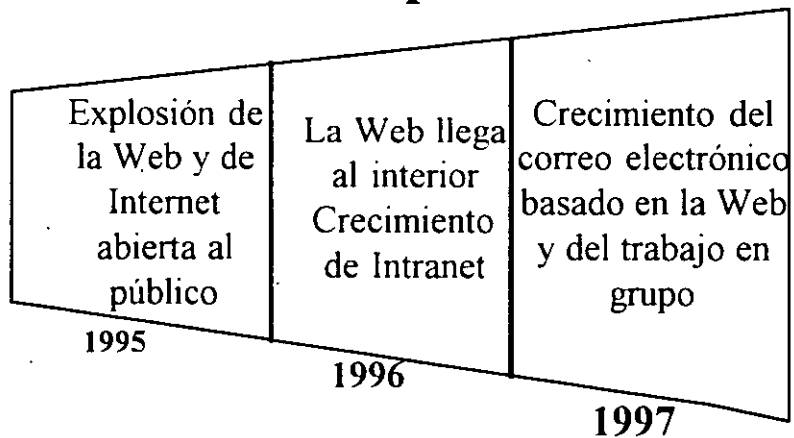 Explosión de
la Web y de
Internet
abierta al
público
1995
La Web llega
al interior
Crecimiento
de Intranet
1996
Crecimiento del
correo electrónico
basado en la Web
y del trabajo en
grupo
1997